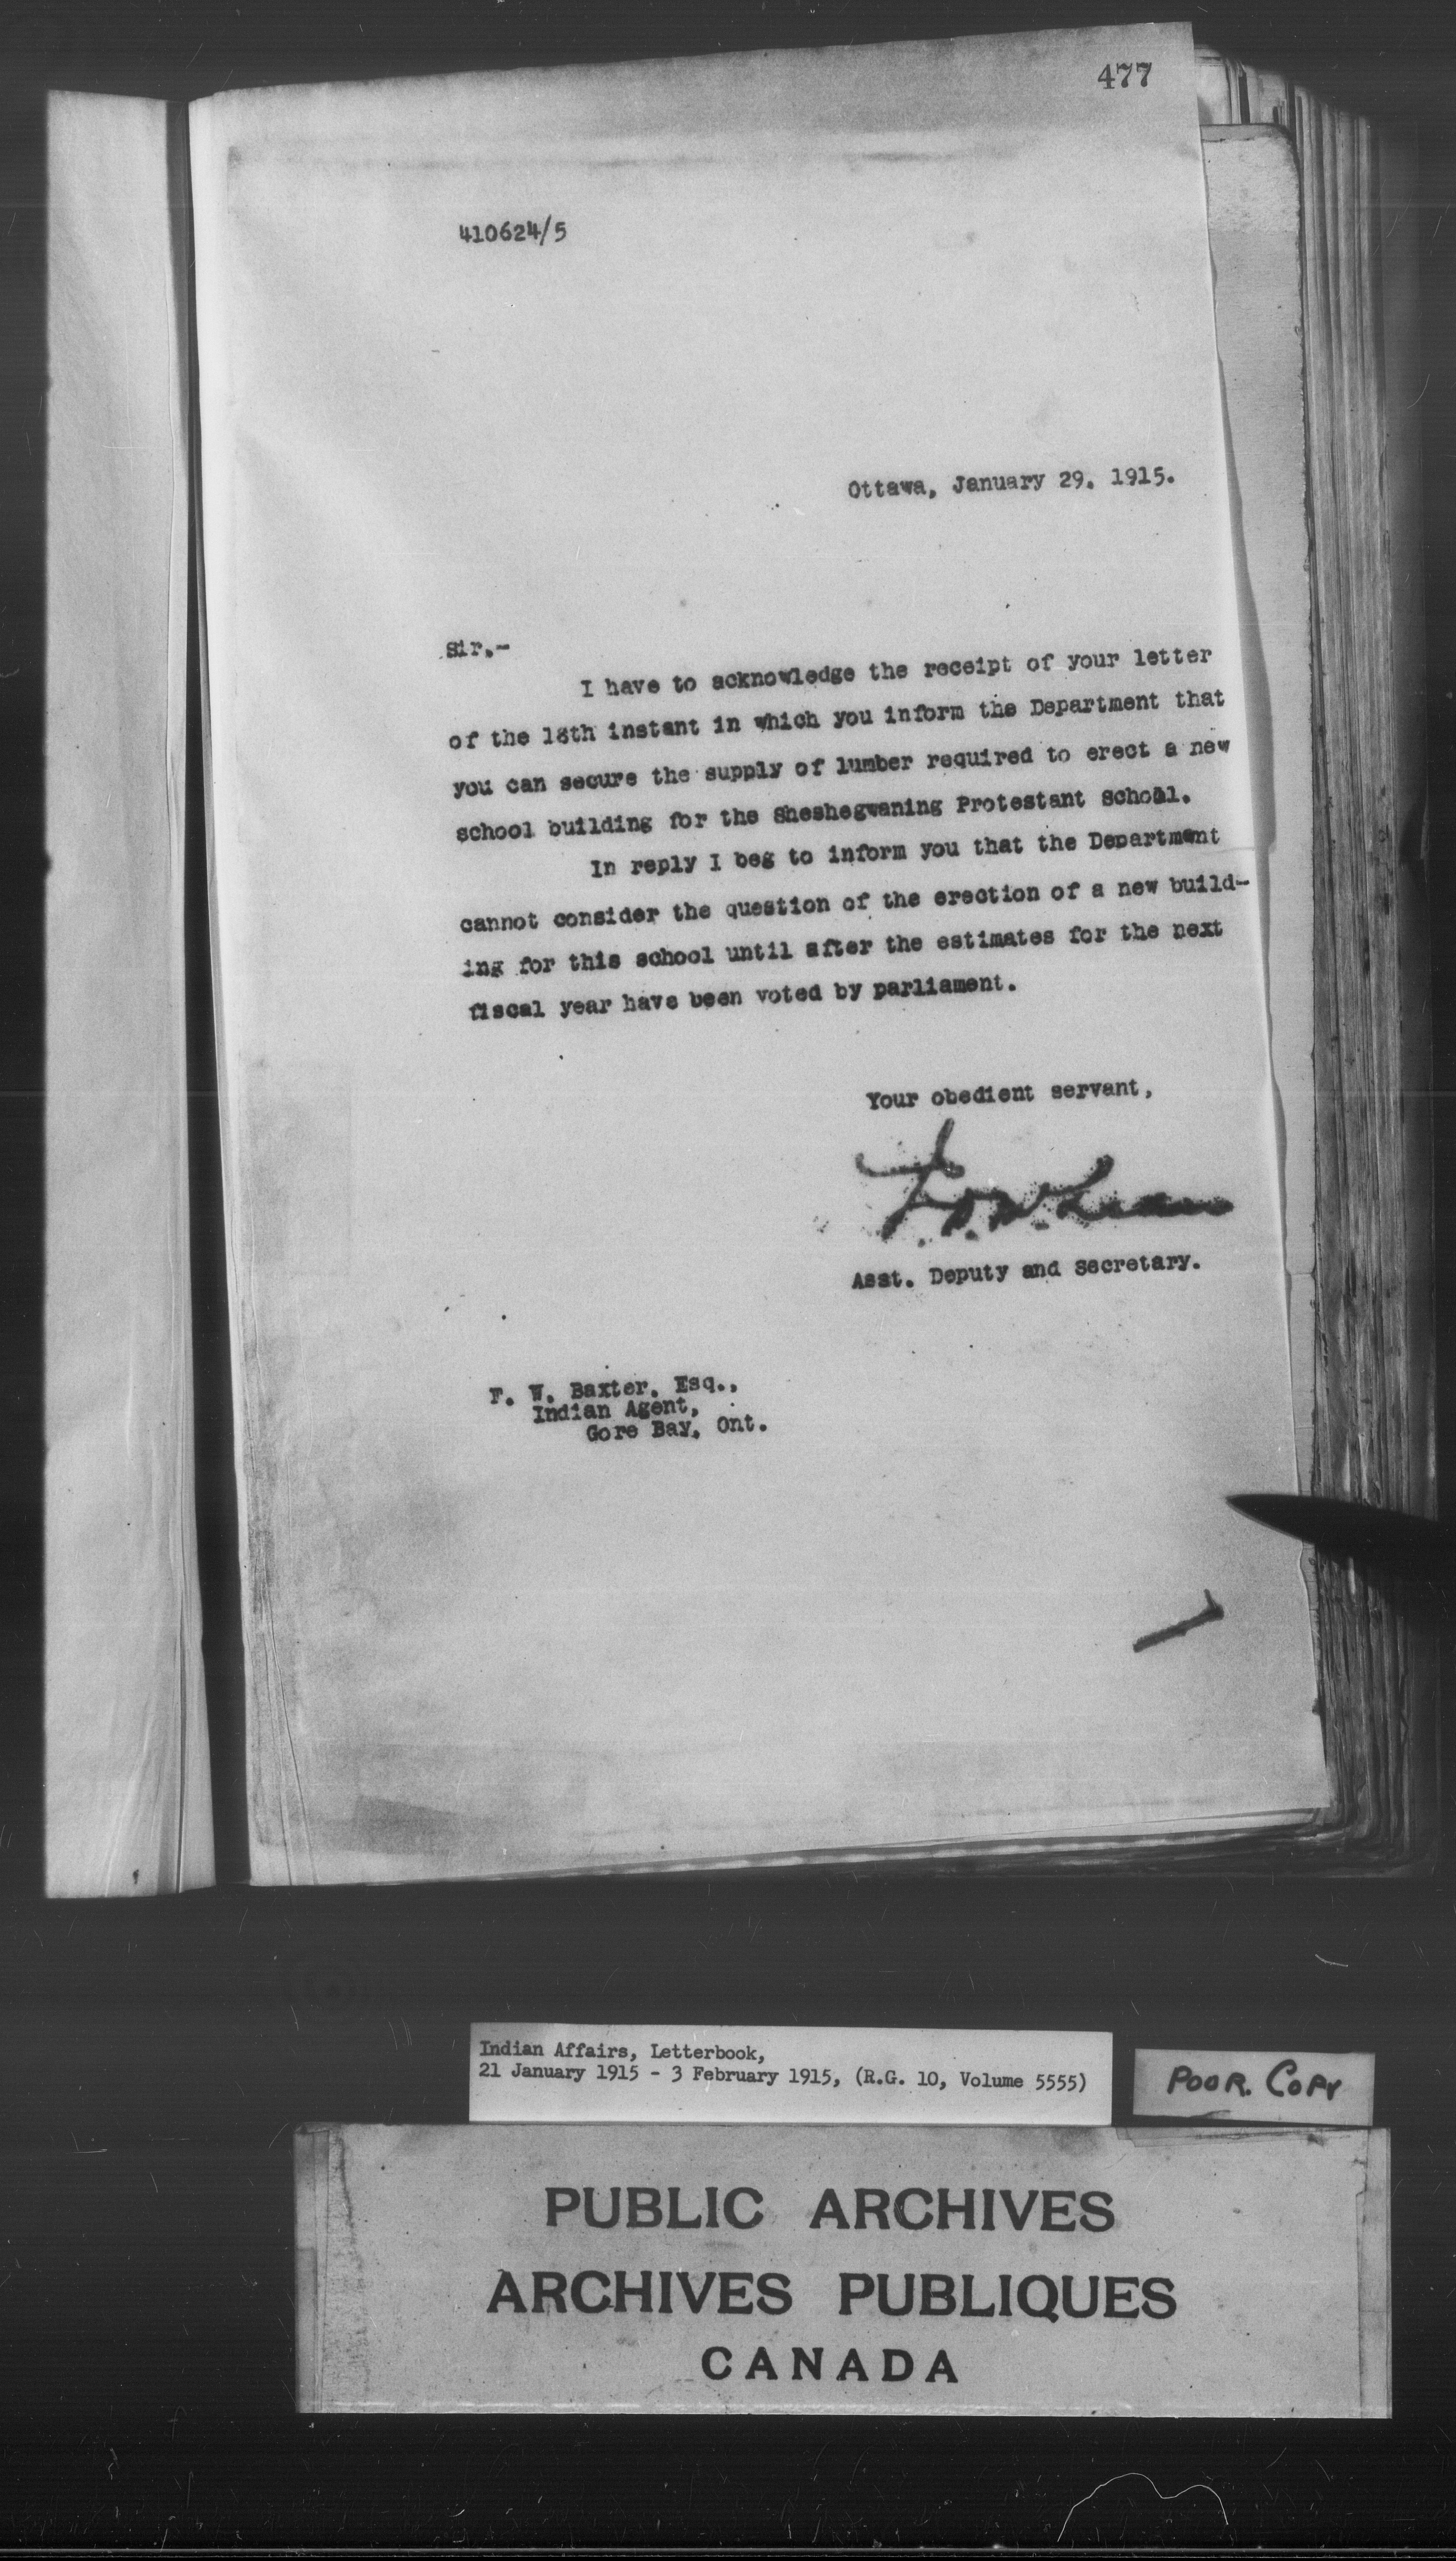 477
410624/5
Ottawa, January 29. 1915.
Sir.-
I have to acknowledge the receipt of your letter
of the 18th instant in which you inform the Department that
you can secure the supply of lumber required to erect a new
school building for the Sheshegwaning Protestant School.
In reply I beg to inform you that the Department
cannot consider the question of the erection of a new build-
ing for this school until after the estimates for the next
fiscal year have been voted by parliament.
Your obedient servant,
Asst. Deputy and Secretary.
F. W. Baxter. Esq.,
Indian Agent,
Gore Bay, Ont.
Indian Affairs, Letterbook,
21 January 1915 - 3 February 1915, (R.G. 10, Volume 5555)
POOR. COPY
PUBLIC ARCHIVES
ARCHIVES PUBLIQUES
CANADA